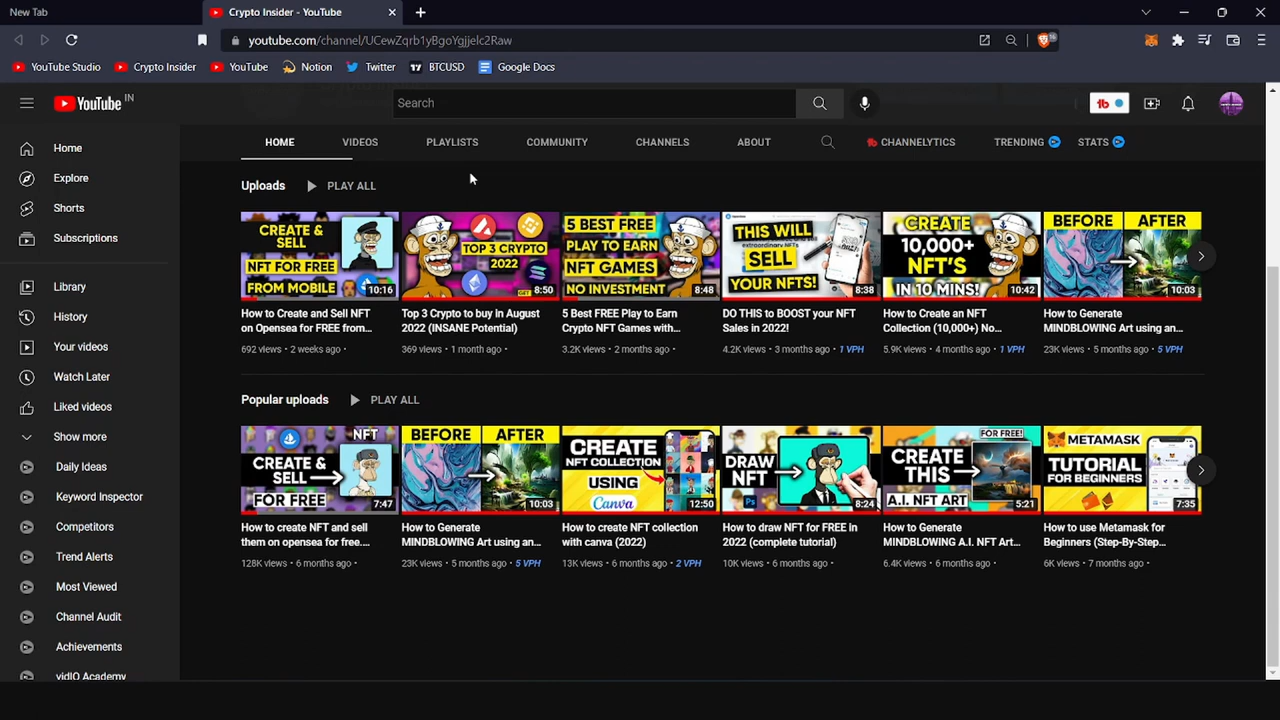 New Tab
Crypto Insider - YouTube
youtube.com/channel/UCewZqrb1yBgoYgjjelc2Raw
16
YouTube Studio
Crypto Insider
YouTube
Notion
Twitter
BTCUSD
Google Docs
YouTube IN
Search
tb
HOME
VIDEOS
PLAYLISTS
COMMUNITY
CHANNELS
ABOUT
CHANNELYTICS
TRENDING
STATS
Home
Explore
Shorts
Subscriptions
Library
History
Your videos
Watch Later
Liked videos
Show more
Daily Ideas
Keyword Inspector
Competitors
Trend Alerts
Most Viewed
Channel Audit
Achievements
vidIQ Academy
Uploads
PLAY ALL
CREATE &
SELL
NFT FOR FREE
FROM MOBILE
10:16
How to Create and Sell NFT
on Opensea for FREE from...
692 views • 2 weeks ago •
TOP 3 CRYPTO
2022
8:50
Top 3 Crypto to buy in August
2022 (INSANE Potential)
369 views • 1 month ago •
5 BEST FREE
PLAY TO EARN
NFT GAMES
NO INVESTMENT
8:48
5 Best FREE Play to Earn
Crypto NFT Games with...
3.2K views • 2 months ago •
THIS WILL
extraordinary NFTs
SELL
YOUR NFTS!
8:38
DO THIS to BOOST your NFT
Sales in 2022!
4.2K views • 3 months ago • 1 VPH
CREATE
10,000+
NFT'S
IN 10 MINS!
10:42
How to Create an NFT
Collection (10,000+) No...
5.9K views • 4 months ago • 1 VPH
BEFORE
AFTER
10:03
How to Generate
MINDBLOWING Art using an...
23K views • 5 months ago • 5 VPH
Popular uploads
PLAY ALL
NFT
CREATE &
SELL
FOR FREE
7:47
How to create NFT and sell
them on opensea for free....
128K views • 6 months ago •
BEFORE
AFTER
10:03
How to Generate
MINDBLOWING Art using an...
23K views • 5 months ago • 5 VPH
CREATE
NFT COLLECTION
USING
Canva
12:50
How to create NFT collection
with canva (2022)
13K views • 6 months ago • 2 VPH
DRAW
NFT
Ps
8:24
How to draw NFT for FREE in
2022 (complete tutorial)
10K views • 6 months ago •
FOR FREE!
CREATE
THIS
A.I. NFT ART
5:21
How to Generate
MINDBLOWING A.I. NFT Art...
6.4K views • 6 months ago •
METAMASK
TUTORIAL
FOR BEGINNERS
7:35
How to use Metamask for
Beginners (Step-By-Step...
6K views • 7 months ago •